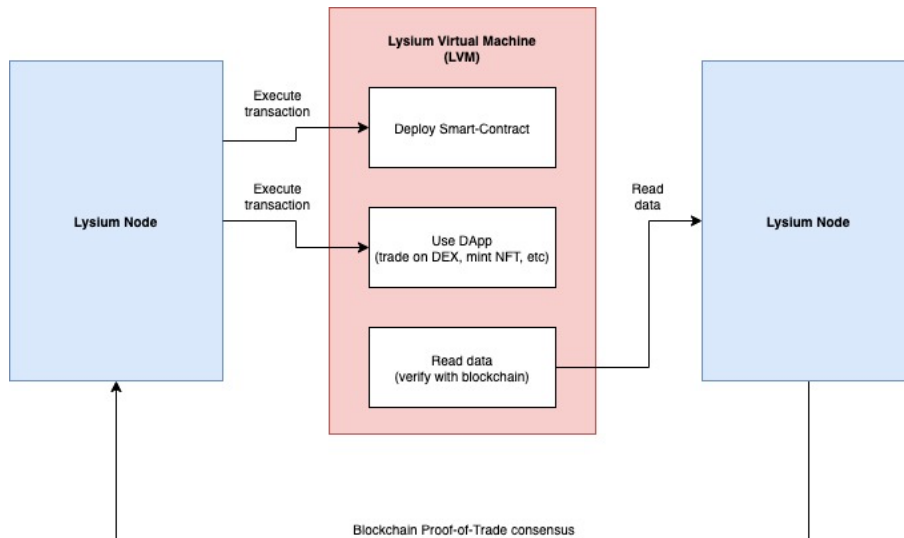 Lysium Virtual Machine
(LVM)
Execute
transaction
Deploy Smart-Contract
Execute
transaction
Read
data
Lysium Node
Use DApp
(trade on DEX, mint NFT, etc)
Lysium Node
Read data
(verify with blockchain)
Blockchain Proof-of-Trade consensus